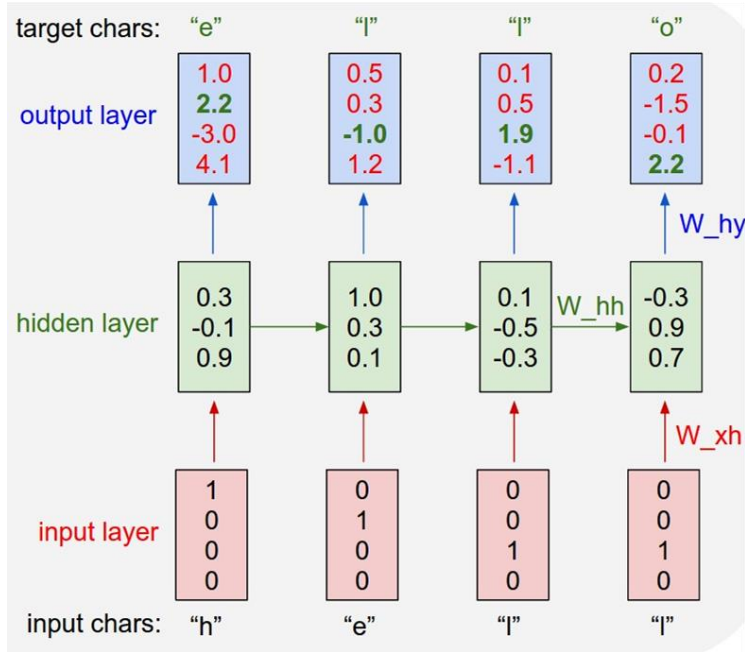 target chars: “e” “l” “l” “o”
output layer
1.0 0.5 0.1 0.2
2.2 0.3 0.5 -1.5
-3.0 -1.0 1.9 -0.1
4.1 1.2 -1.1 2.2
W_hy
hidden layer
0.3 1.0 0.1 -0.3
-0.1 0.3 -0.5 W_hh 0.9
0.9 0.1 -0.3 0.7
W_xh
input layer
1 0 0 0
0 1 0 0
0 0 1 1
0 0 0 0
input chars: “h” “e” “l” “l”